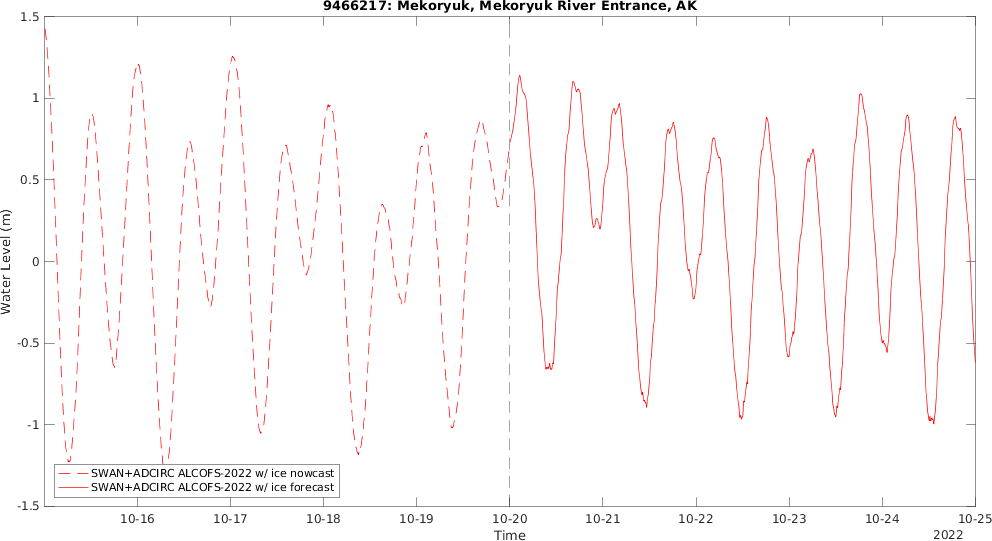 9466217: Mekoryuk, Mekoryuk River Entrance, AK
1.5
1
0.5
0
-0.5
-1
-1.5
Water Level (m)
SWAN+ADCIRC ALCOFS-2022 w/ ice nowcast
SWAN+ADCIRC ALCOFS-2022 w/ ice forecast
10-16 10-17 10-18 10-19 10-20 10-21 10-22 10-23 10-24 10-25
Time
2022